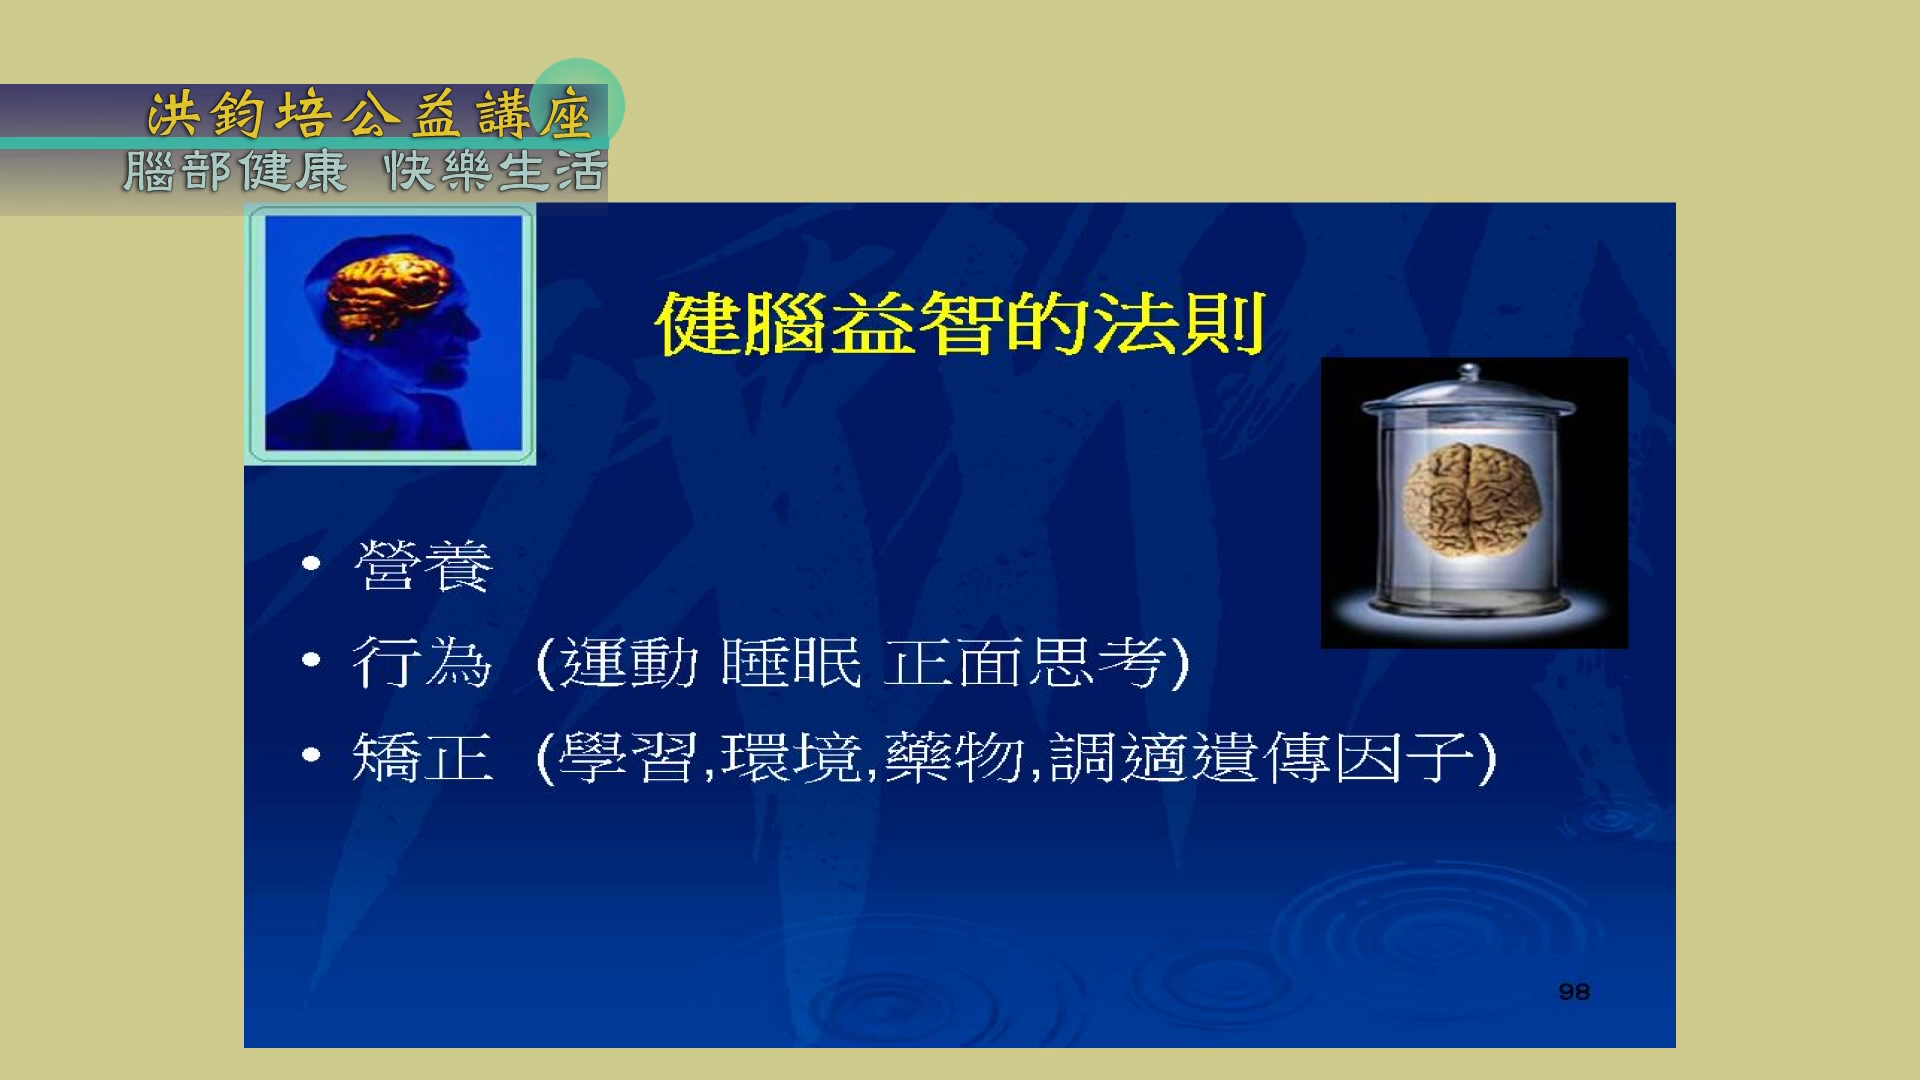 洪鈞培公益講座
腦部健康 快樂生活
健腦益智的法則
• 營養
• 行為 (運動 睡眠 正面思考)
• 矯正 (學習,環境,藥物,調適遺傳因子)
98